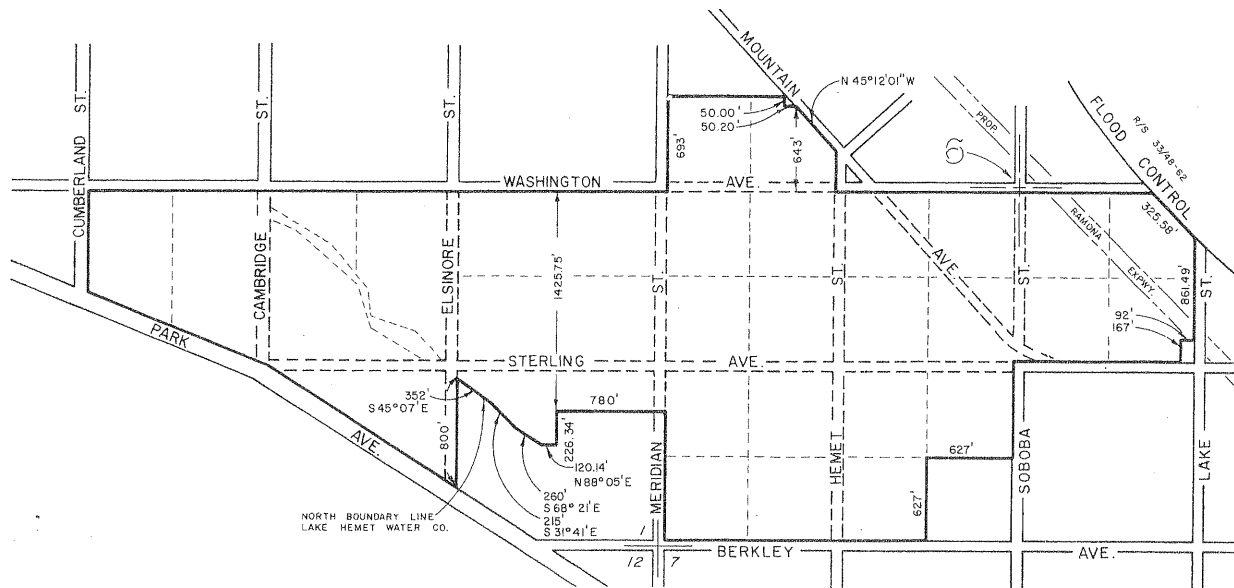 MOUNTAIN
N 45°12'01" W
50.00'
50.20'
693'
643'
PROP.
RAMONA
EXPWY.
FLOOD CONTROL
R/S 33/48-62
6
325.58'
CUMBERLAND ST.
ST.
ST.
WASHINGTON AVE.
CAMBRIDGE
ELSINORE
1425.75'
ST.
ST.
AVE.
ST.
861.49'
ST.
92'
167'
PARK AVE.
STERLING AVE.
352'
S 45°07' E
800'
780'
226.34'
120.14'
N 88°05' E
260'
S 68° 21' E
215'
S 31°41' E
NORTH BOUNDARY LINE
LAKE HEMET WATER CO.
MERIDIAN
HEMET
627'
627'
SOBOBA
LAKE
1
12 7
BERKLEY AVE.